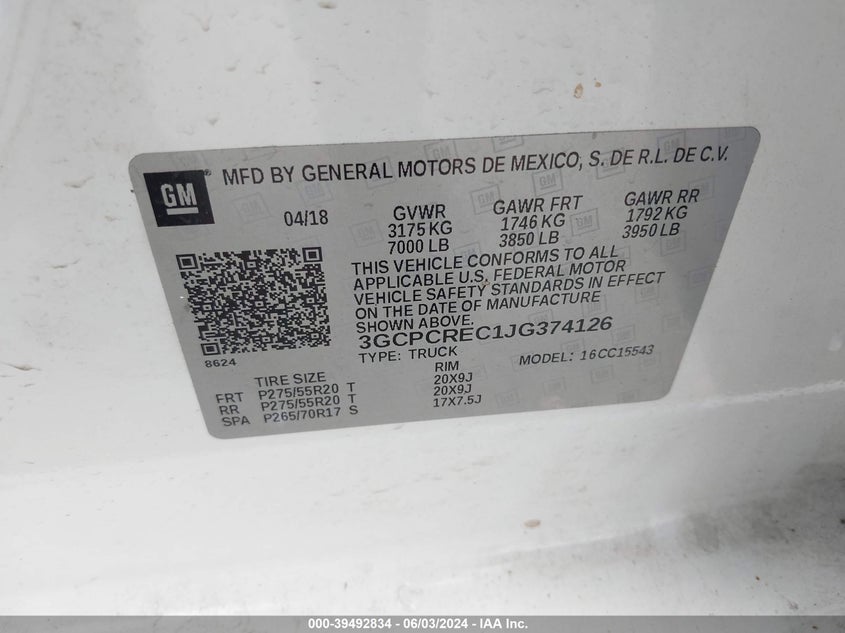 GM
MFD BY GENERAL MOTORS DE MEXICO, S. DE R.L. DE C.V.
04/18
GVWR
3175 KG
7000 LB
GAWR FRT
1746 KG
3850 LB
GAWR RR
1792 KG
3950 LB
THIS VEHICLE CONFORMS TO ALL
APPLICABLE U.S. FEDERAL MOTOR
VEHICLE SAFETY STANDARDS IN EFFECT
ON THE DATE OF MANUFACTURE
SHOWN ABOVE.
8624
3GCPCREC1JG374126
TYPE: TRUCK
MODEL: 16CC15543
TIRE SIZE RIM
FRT P275/55R20 T 20X9J
RR P275/55R20 T 20X9J
SPA P265/70R17 S 17X7.5J
000-39492834 - 06/03/2024 - IAA Inc.